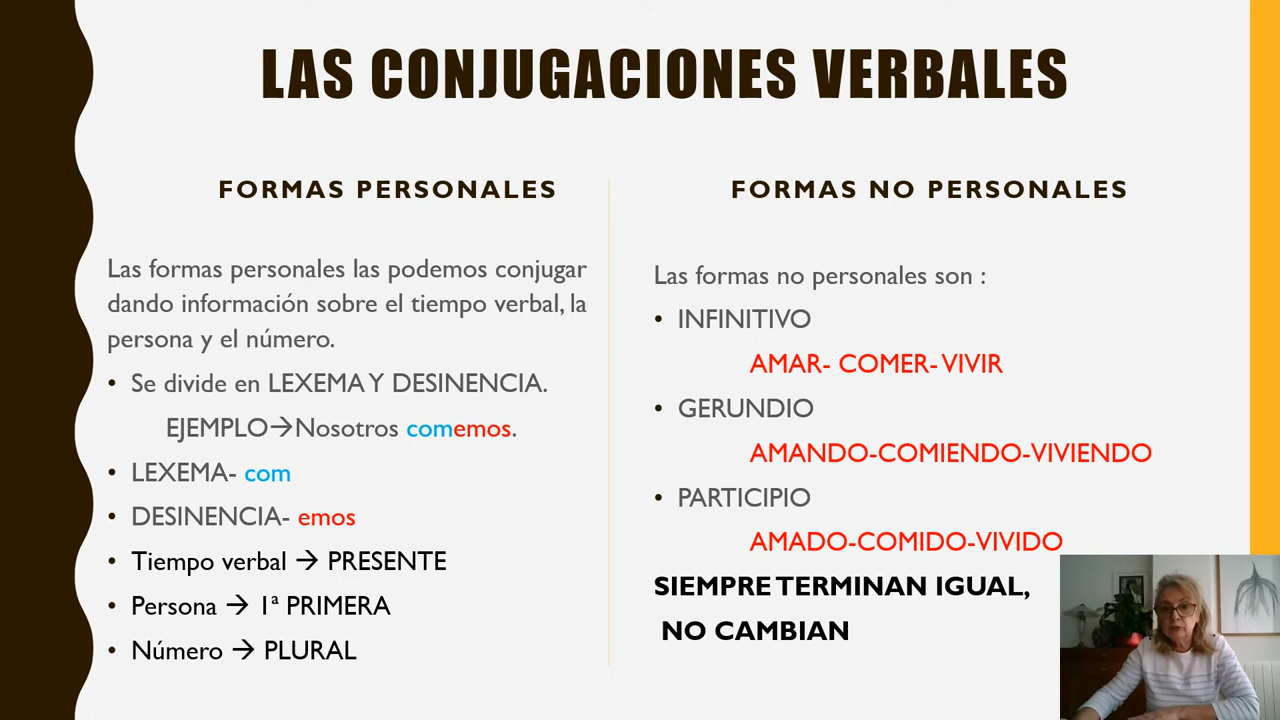 LAS CONJUGACIONES VERBALES
FORMAS PERSONALES
Las formas personales las podemos conjugar
dando información sobre el tiempo verbal, la
persona y el número.
• Se divide en LEXEMA Y DESINENCIA.
EJEMPLO→Nosotros comemos.
• LEXEMA- com
• DESINENCIA- emos
• Tiempo verbal → PRESENTE
• Persona → 1ª PRIMERA
• Número → PLURAL
FORMAS NO PERSONALES
Las formas no personales son :
• INFINITIVO
AMAR- COMER- VIVIR
• GERUNDIO
AMANDO-COMIENDO-VIVIENDO
• PARTICIPIO
AMADO-COMIDO-VIVIDO
SIEMPRE TERMINAN IGUAL,
NO CAMBIAN